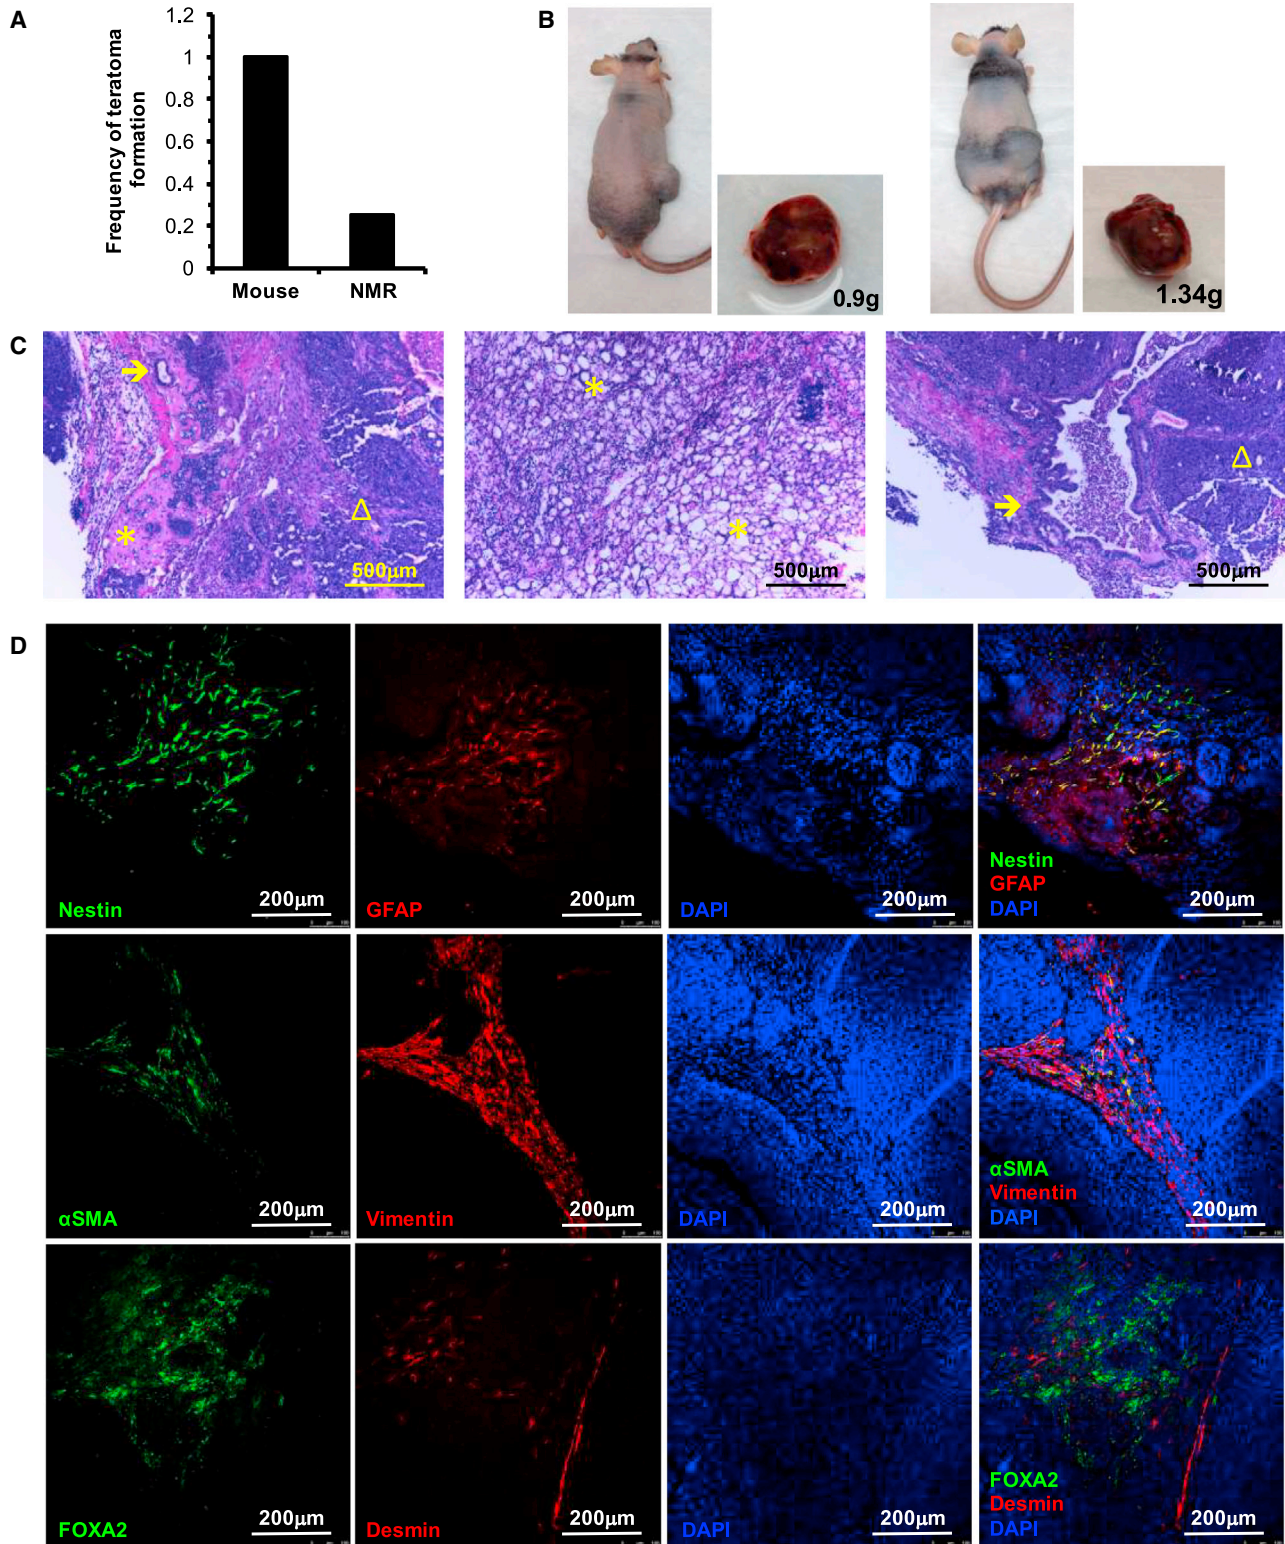 A
Frequency of teratoma
formation
1.2
1
0.8
0.6
0.4
0.2
0
Mouse
NMR
B
0.9g
1.34g
C
500µm
500µm
500µm
D
Nestin
200µm
GFAP
200µm
DAPI
200µm
Nestin
GFAP
DAPI
200µm
αSMA
200µm
Vimentin
200µm
DAPI
200µm
αSMA
Vimentin
DAPI
200µm
FOXA2
200µm
Desmin
200µm
DAPI
200µm
FOXA2
Desmin
DAPI
200µm